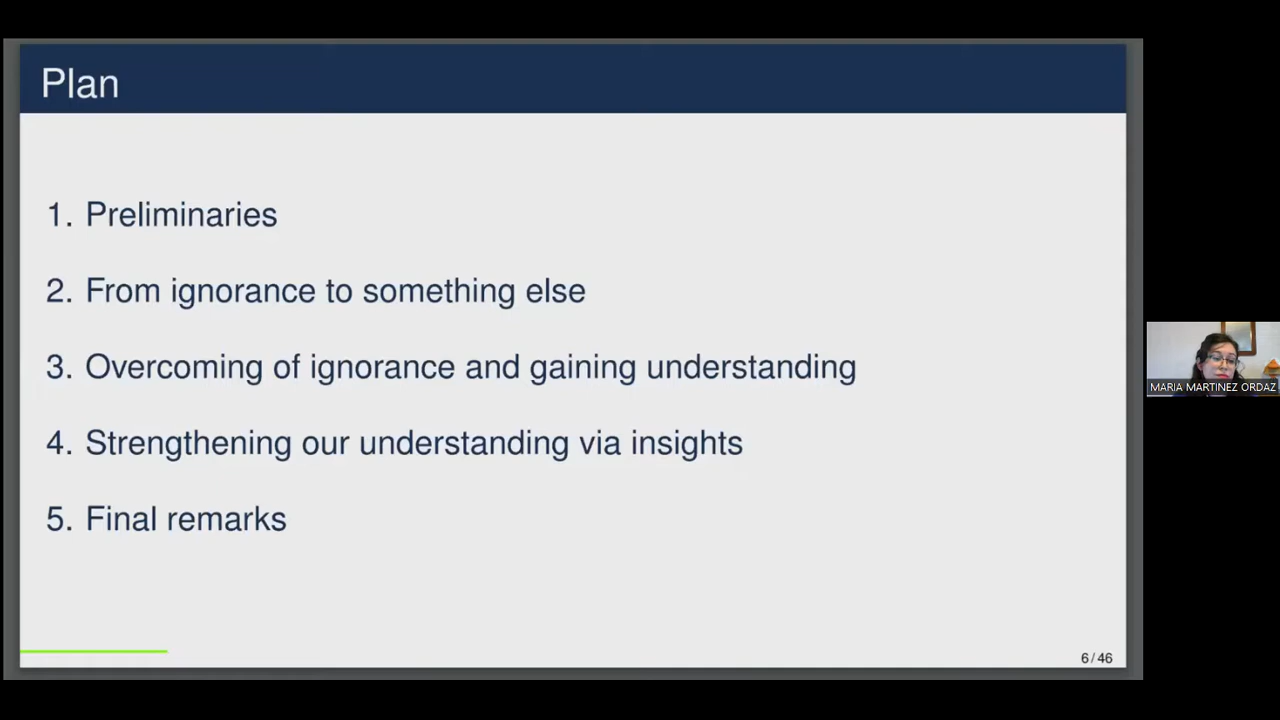 Plan
1. Preliminaries
2. From ignorance to something else
3. Overcoming of ignorance and gaining understanding
4. Strengthening our understanding via insights
5. Final remarks
6/46
MARIA MARTINEZ ORDAZ